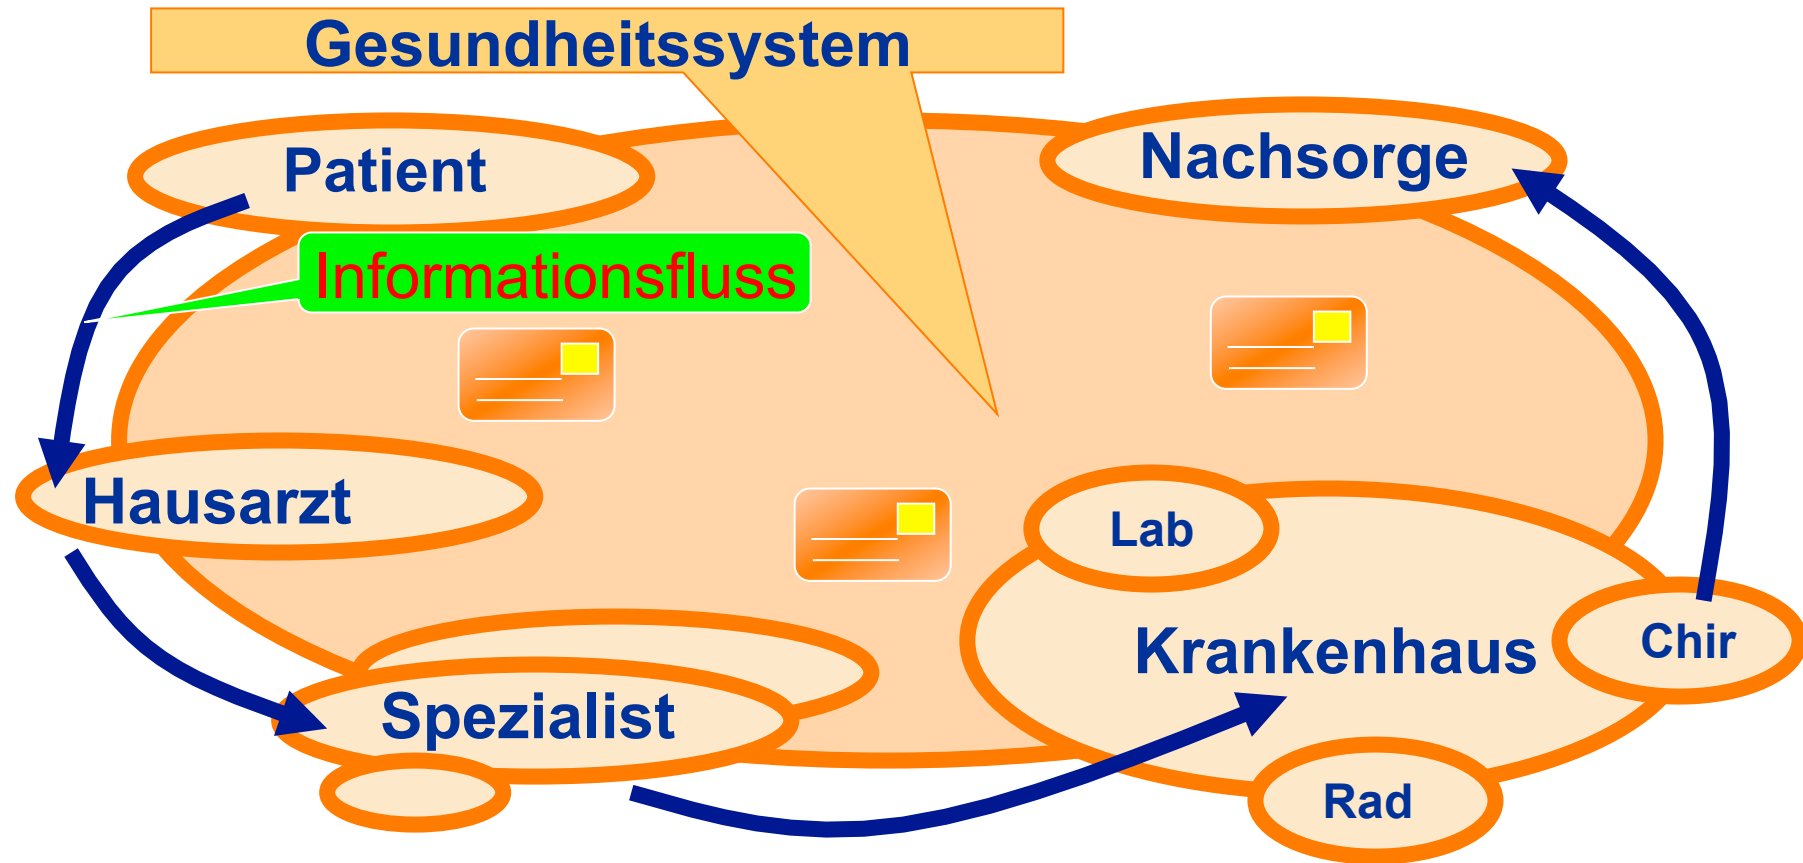 Gesundheitssystem
Patient
Nachsorge
Informationsfluss
Hausarzt
Lab
Krankenhaus
Chir
Spezialist
Rad